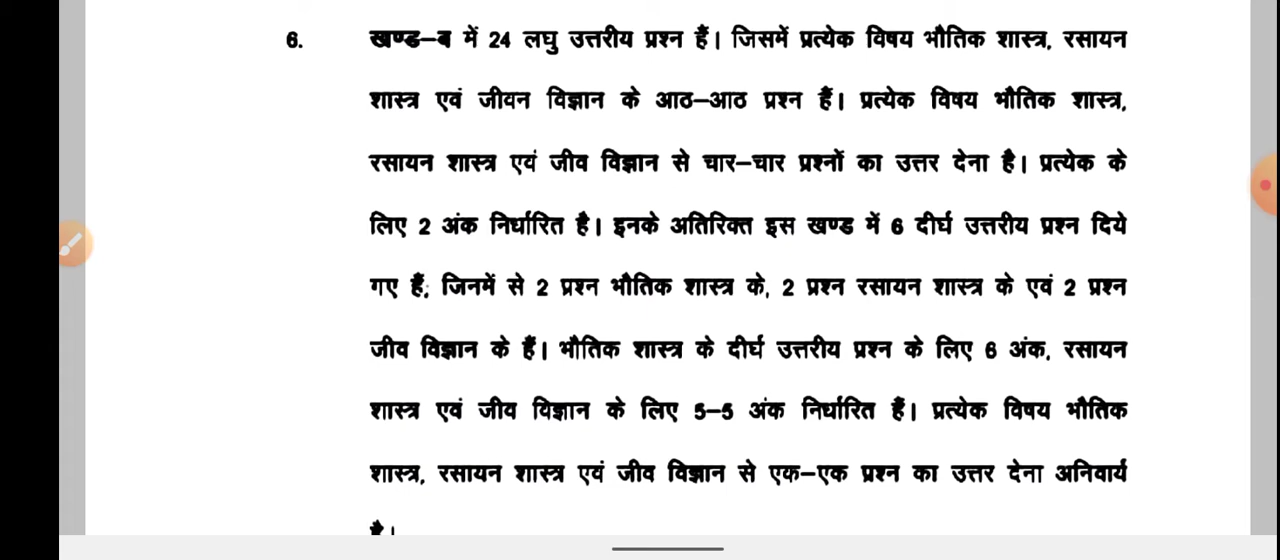 6. खण्ड–ब में 24 लघु उत्तरीय प्रश्न हैं। जिसमें प्रत्येक विषय भौतिक शास्त्र, रसायन
शास्त्र एवं जीवन विज्ञान के आठ–आठ प्रश्न हैं। प्रत्येक विषय भौतिक शास्त्र,
रसायन शास्त्र एवं जीव विज्ञान से चार–चार प्रश्नों का उत्तर देना है। प्रत्येक के
लिए 2 अंक निर्धारित है। इनके अतिरिक्त इस खण्ड में 6 दीर्घ उत्तरीय प्रश्न दिये
गए हैं, जिनमें से 2 प्रश्न भौतिक शास्त्र के, 2 प्रश्न रसायन शास्त्र के एवं 2 प्रश्न
जीव विज्ञान के हैं। भौतिक शास्त्र के दीर्घ उत्तरीय प्रश्न के लिए 6 अंक, रसायन
शास्त्र एवं जीव विज्ञान के लिए 5–5 अंक निर्धारित हैं। प्रत्येक विषय भौतिक
शास्त्र, रसायन शास्त्र एवं जीव विज्ञान से एक–एक प्रश्न का उत्तर देना अनिवार्य
है।